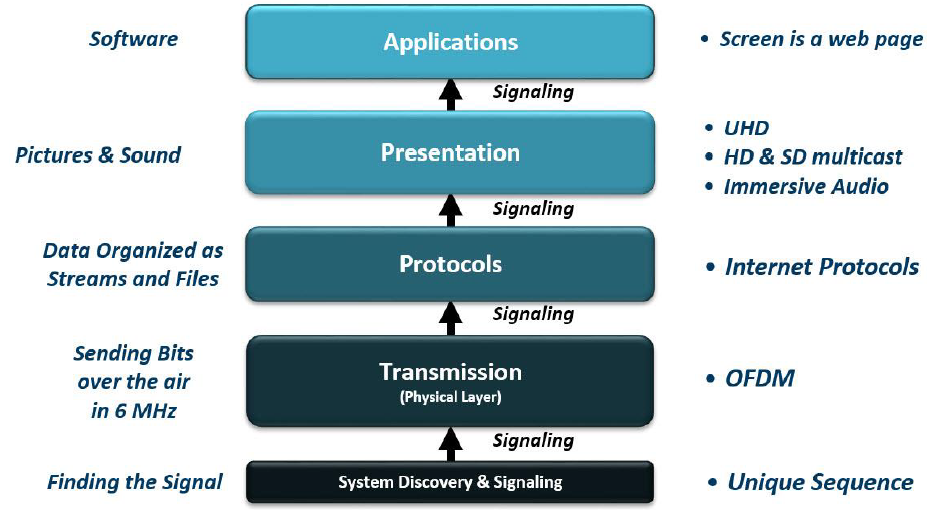 Software
Applications
• Screen is a web page
Signaling
Pictures & Sound
Presentation
• UHD
• HD & SD multicast
• Immersive Audio
Signaling
Data Organized as
Streams and Files
Protocols
• Internet Protocols
Signaling
Sending Bits
over the air
in 6 MHz
Transmission
(Physical Layer)
• OFDM
Signaling
Finding the Signal
System Discovery & Signaling
• Unique Sequence